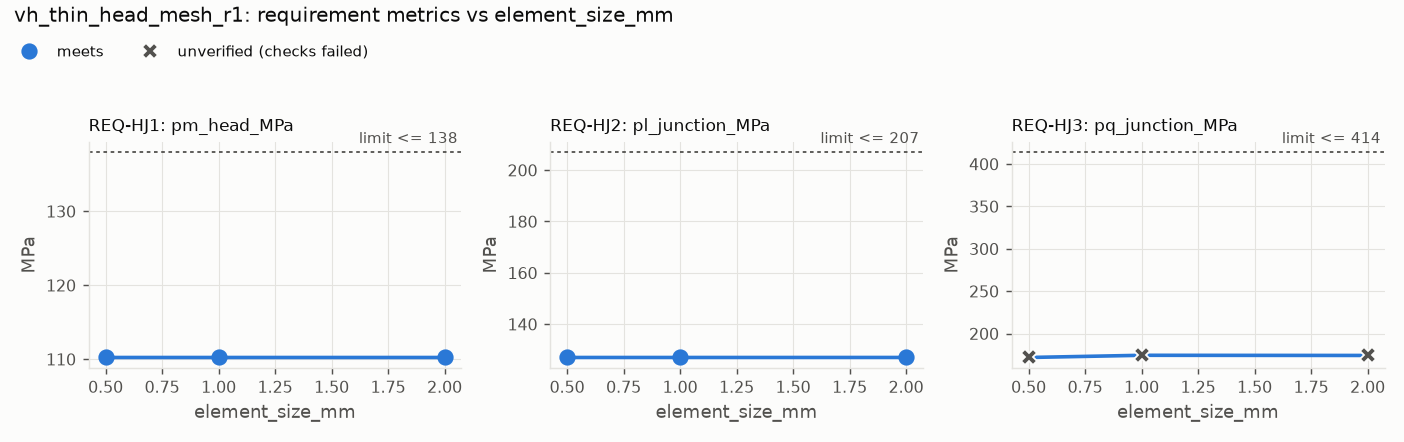 vh_thin_head_mesh_r1: requirement metrics vs element_size_mm
meets
unverified (checks failed)
REQ-HJ1: pm_head_MPa
limit <= 138
130
120
110
MPa
0.50 0.75 1.00 1.25 1.50 1.75 2.00
element_size_mm
REQ-HJ2: pl_junction_MPa
limit <= 207
200
180
160
140
MPa
0.50 0.75 1.00 1.25 1.50 1.75 2.00
element_size_mm
REQ-HJ3: pq_junction_MPa
limit <= 414
400
350
300
250
200
MPa
0.50 0.75 1.00 1.25 1.50 1.75 2.00
element_size_mm